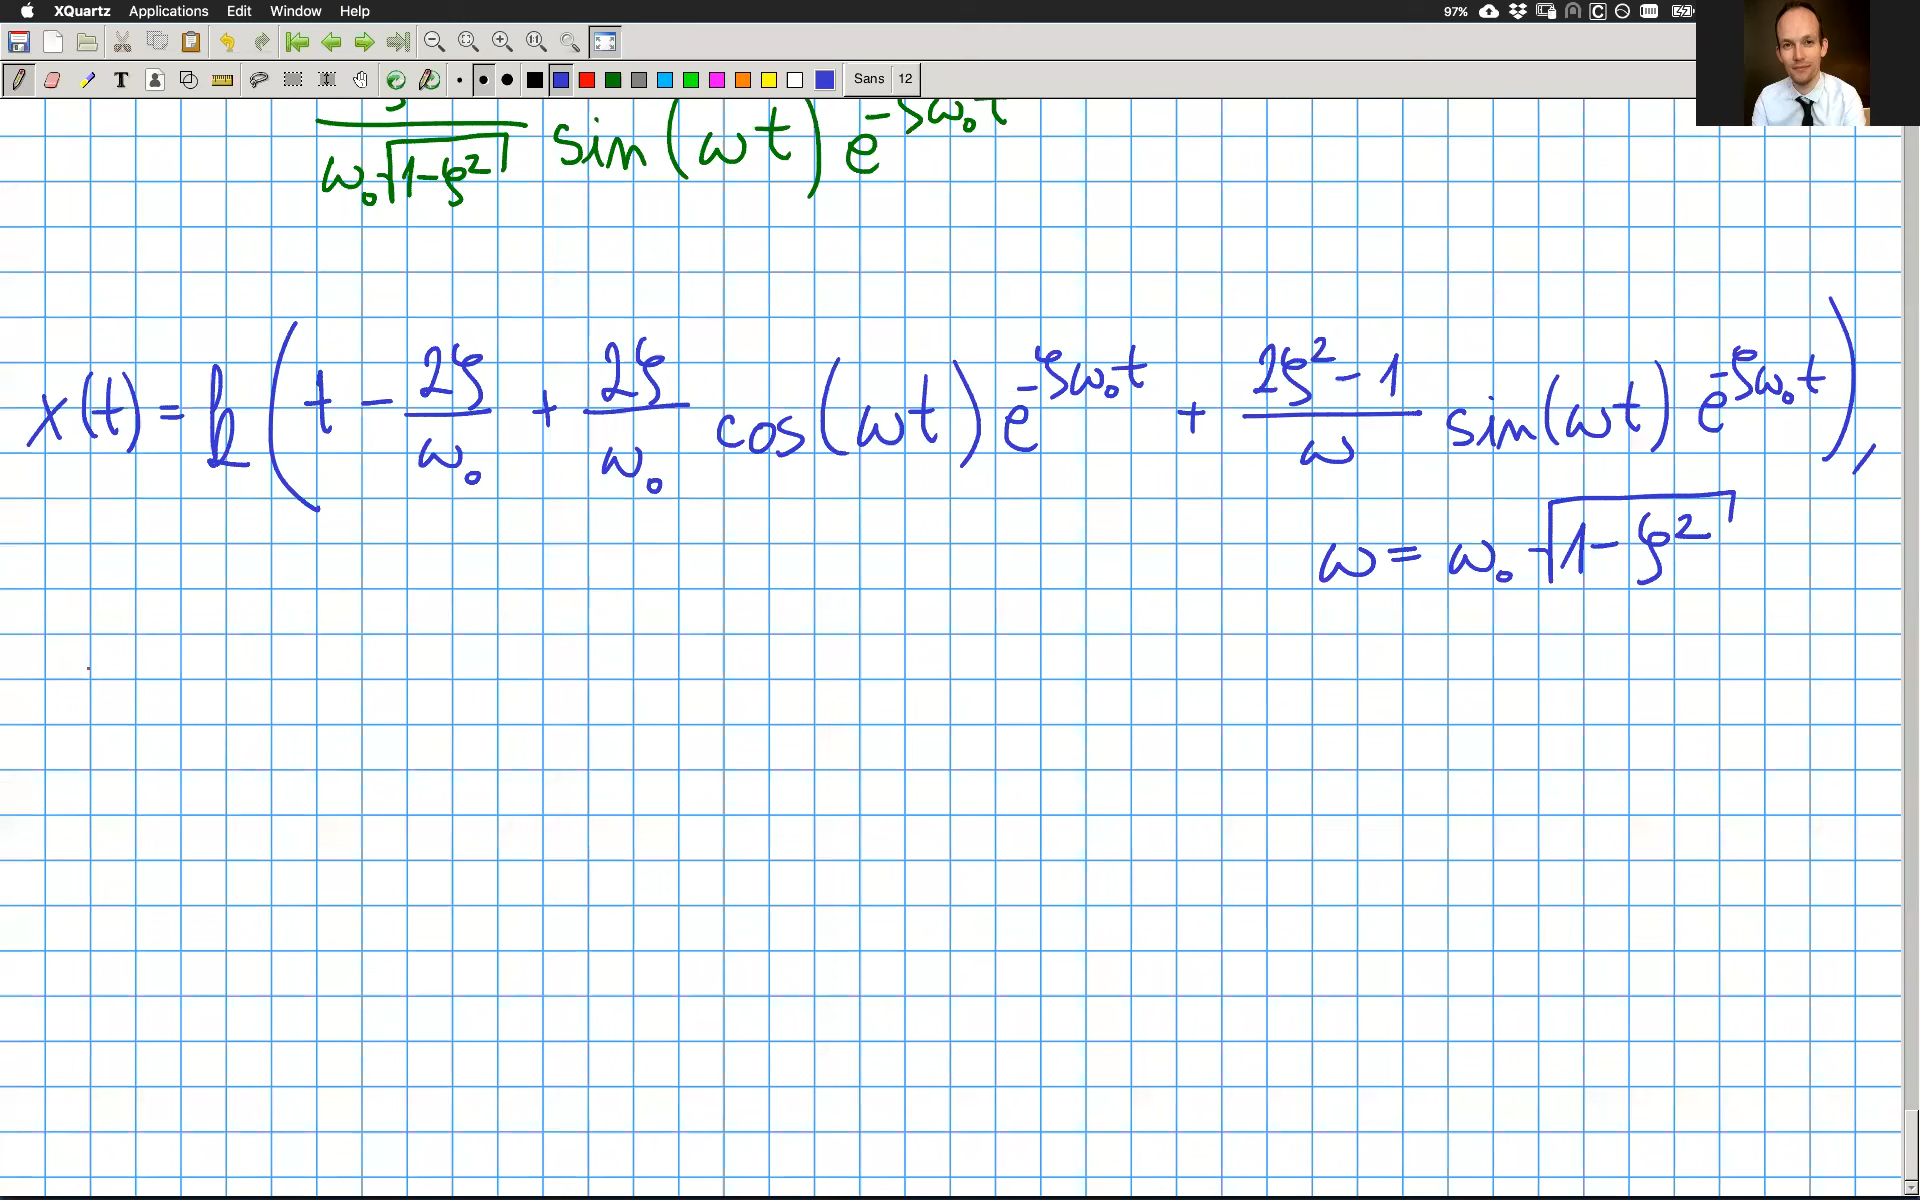 XQuartz Applications Edit Window Help 97%
Sans 12
ω₀√(1-ζ²) sin(ωt) e^(-ζω₀t)
x(t) = k ( t - 2ζ/ω₀ + 2ζ/ω₀ cos(ωt) e^(-ζω₀t) + (2ζ²-1)/ω sin(ωt) e^(-ζω₀t) ),
ω = ω₀ √(1-ζ²)